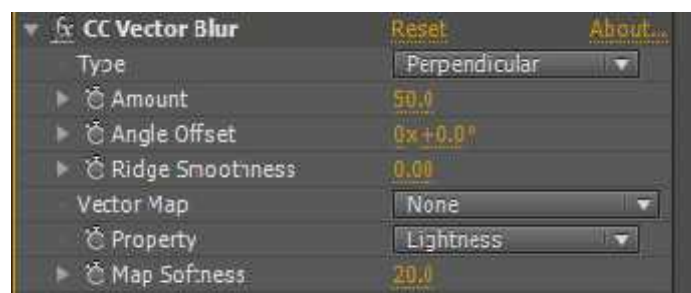 fx CC Vector Blur Reset About...
Type Perpendicular
Amount 50.0
Angle Offset 0x+0.0°
Ridge Smoothness 0.00
Vector Map None
Property Lightness
Map Softness 20.0